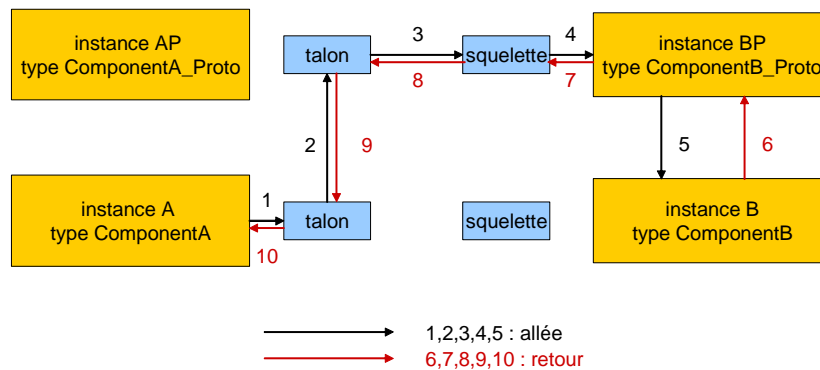 instance AP
type ComponentA_Proto
talon
3
8
squelette
4
7
instance BP
type ComponentB_Proto
2
9
5
6
instance A
type ComponentA
1
10
talon
squelette
instance B
type ComponentB
1,2,3,4,5 : allée
6,7,8,9,10 : retour